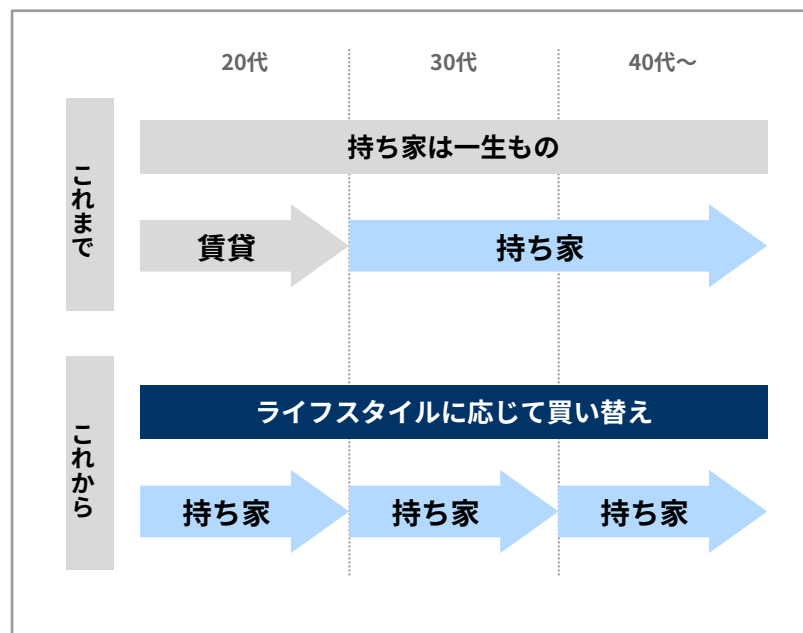 20代
30代
40代～
これまで
持ち家は一生もの
賃貸
持ち家
これから
ライフスタイルに応じて買い替え
持ち家
持ち家
持ち家